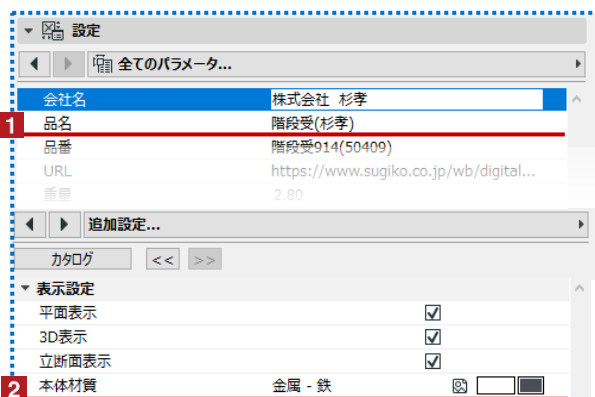 設定
全てのパラメータ...
会社名 株式会社 杉孝
1
品名 階段受(杉孝)
品番 階段受914(50409)
URL https://www.sugiko.co.jp/wb/digital...
重量 2.80
追加設定...
カタログ << >>
表示設定
平面表示
3D表示
立断面表示
2
本体材質 金属 - 鉄